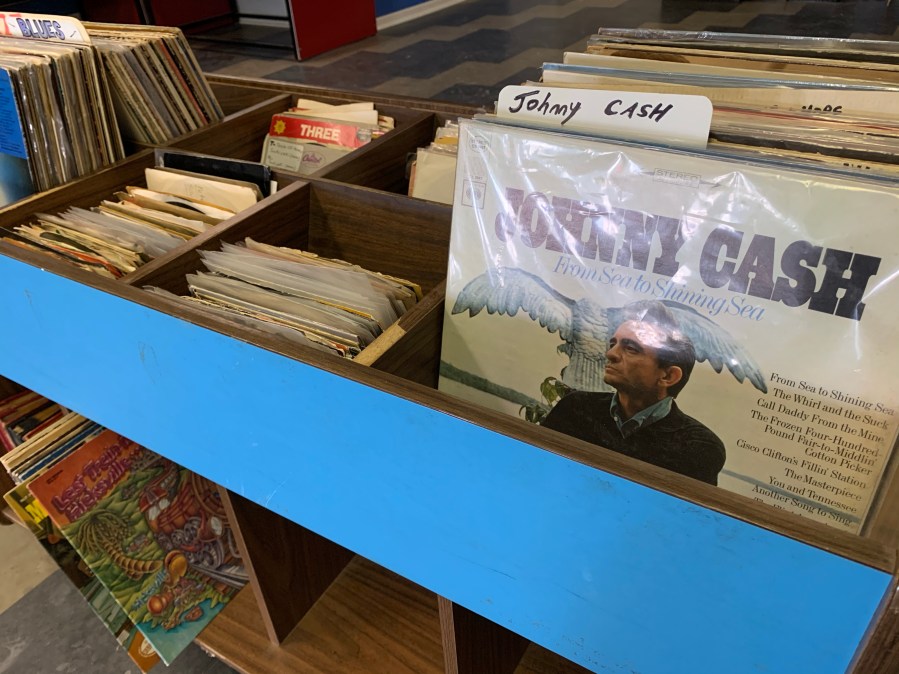 BLUES
THREE
Johnny CASH
STEREO
JOHNNY CASH
From Sea to Shining Sea
From Sea to Shining Sea
The Whirl and the Suck
Call Daddy From the Mine
The Frozen Four-Hundred-
Pound Fair-to-Middlin'
Cotton Picker
Cisco Clifton's Fillin' Station
The Masterpiece
You and Tennessee
Another Song to Sing